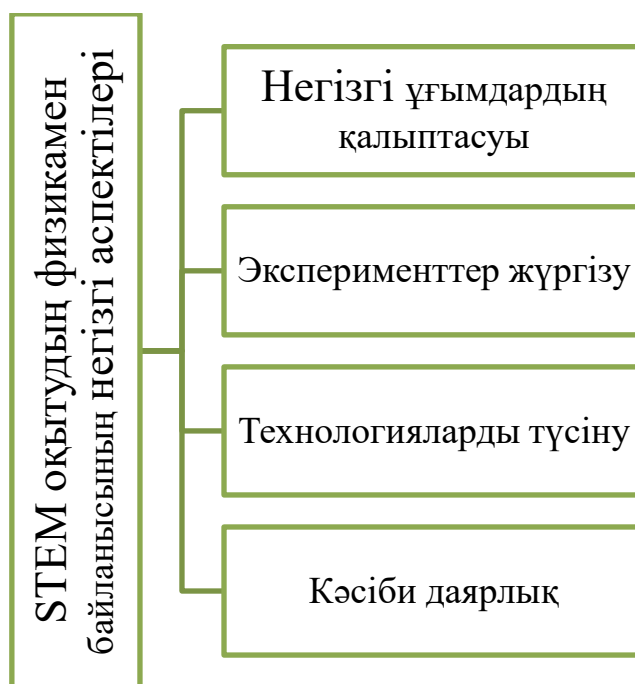 STEM оқытудың физикамен
байланысының негізгі аспектілері
Негізгі ұғымдардың
қалыптасуы
Эксперименттер жүргізу
Технологияларды түсіну
Кәсіби даярлық